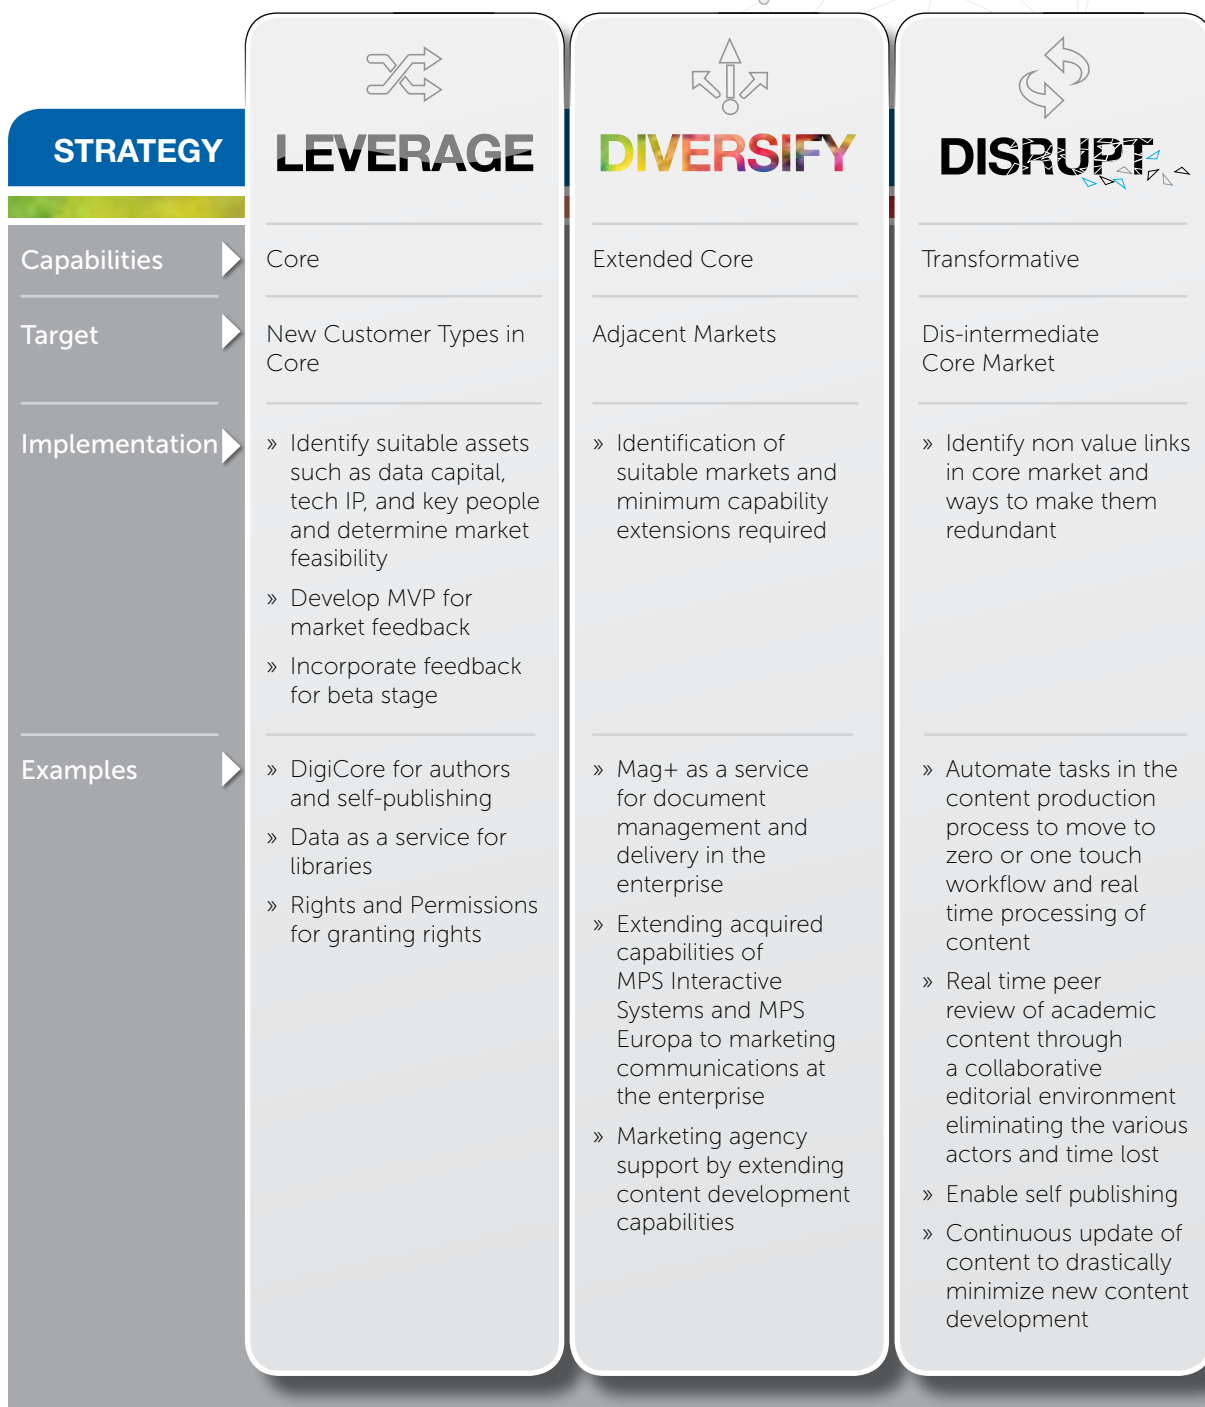 STRATEGY
LEVERAGE
DIVERSIFY
DISRUPT
Capabilities
Core
Extended Core
Transformative
Target
New Customer Types in
Core
Adjacent Markets
Dis-intermediate
Core Market
Implementation
» Identify suitable assets
such as data capital,
tech IP, and key people
and determine market
feasibility
» Develop MVP for
market feedback
» Incorporate feedback
for beta stage
» Identification of
suitable markets and
minimum capability
extensions required
» Identify non value links
in core market and
ways to make them
redundant
Examples
» DigiCore for authors
and self-publishing
» Data as a service for
libraries
» Rights and Permissions
for granting rights
» Mag+ as a service
for document
management and
delivery in the
enterprise
» Extending acquired
capabilities of
MPS Interactive
Systems and MPS
Europa to marketing
communications at
the enterprise
» Marketing agency
support by extending
content development
capabilities
» Automate tasks in the
content production
process to move to
zero or one touch
workflow and real
time processing of
content
» Real time peer
review of academic
content through
a collaborative
editorial environment
eliminating the various
actors and time lost
» Enable self publishing
» Continuous update of
content to drastically
minimize new content
development